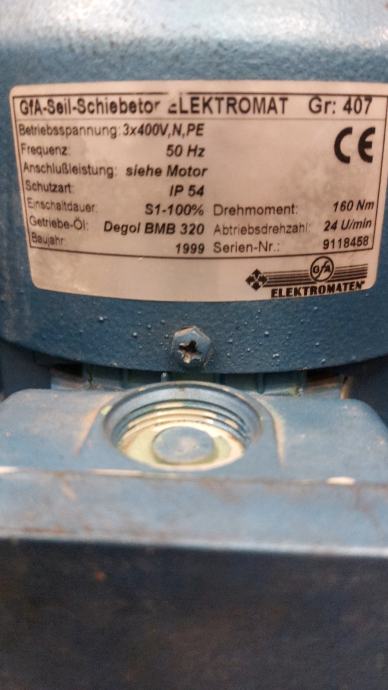 GfA-Seil-Schiebetor ELEKTROMAT Gr: 407
Betriebsspannung: 3x400V,N,PE
Frequenz: 50 Hz
CE
Anschlußleistung: siehe Motor
Schutzart: IP 54
Einschaltdauer: S1-100% Drehmoment: 160 Nm
Getriebe-Öl: Degol BMB 320 Abtriebsdrehzahl: 24 U/min
Baujahr: 1999 Serien-Nr.: 9118458
GfA
ELEKTROMATEN